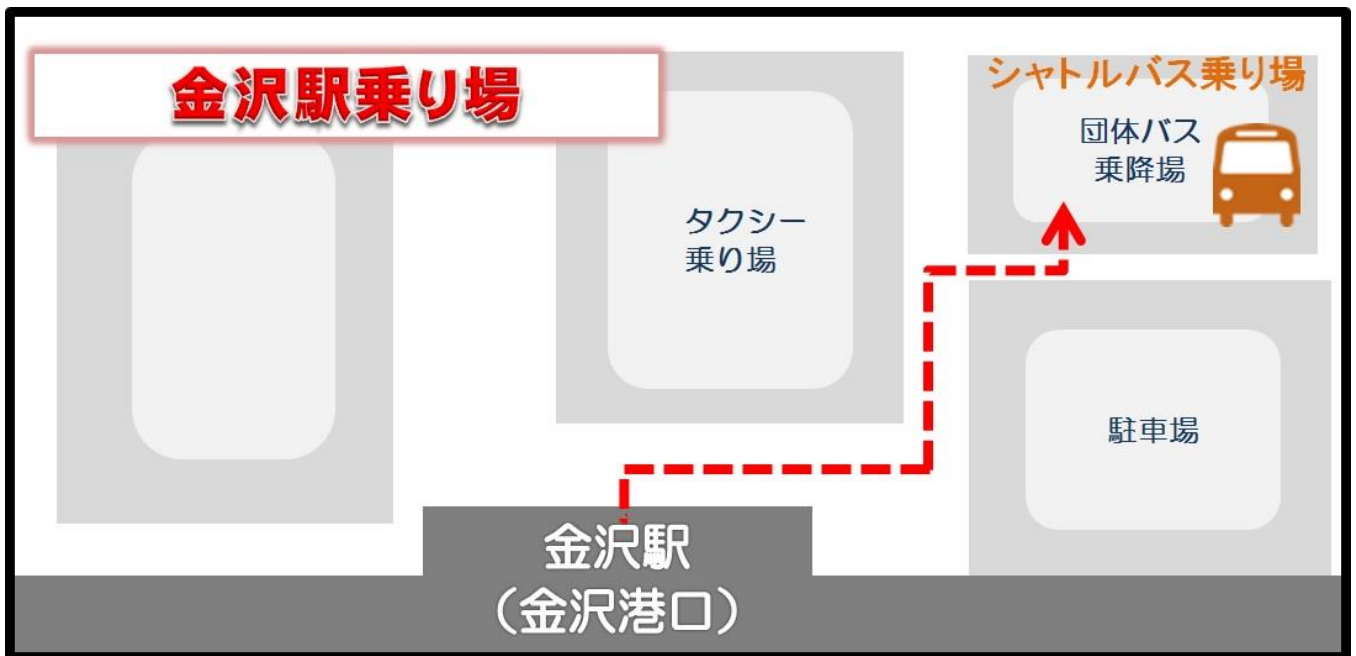 金沢駅乗り場
シャトルバス乗り場
団体バス
乗降場
タクシー
乗り場
駐車場
金沢駅
（金沢港口）